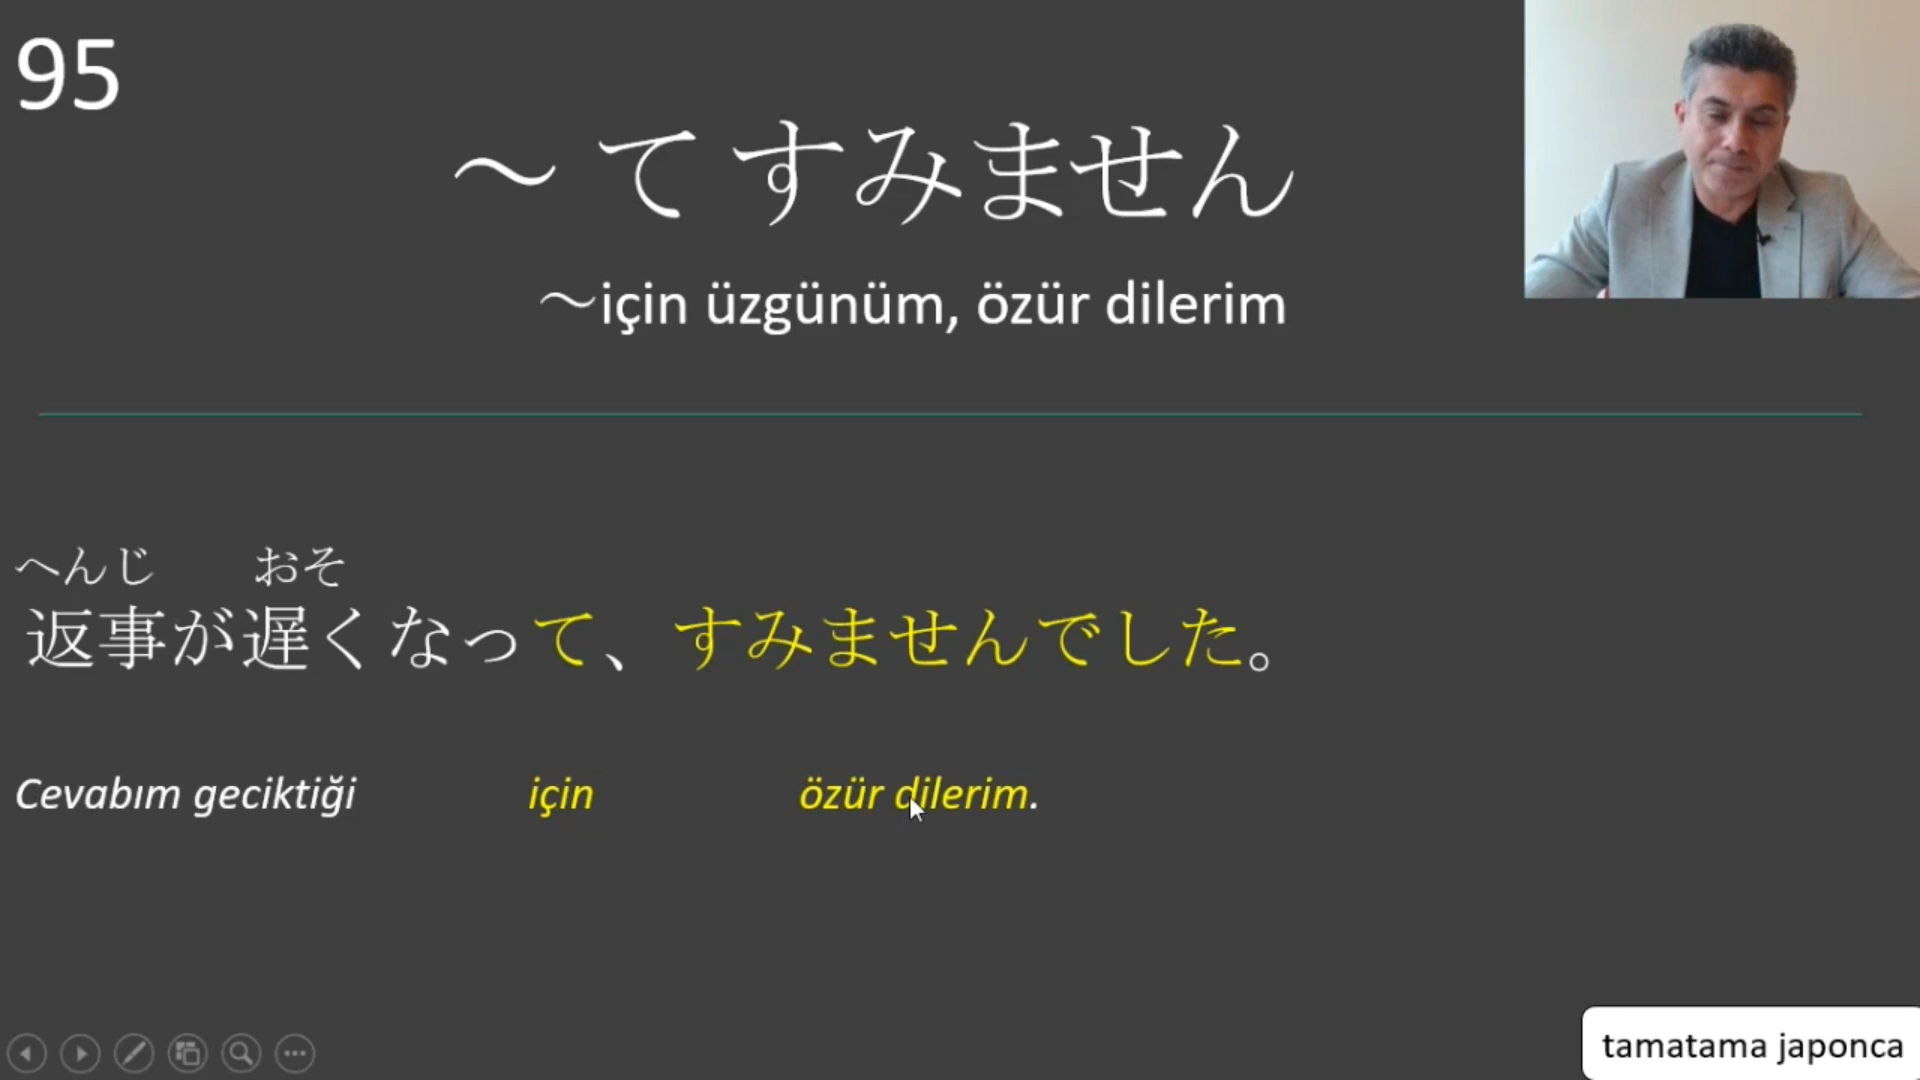 95
～て すみません
～için üzgünüm, özür dilerim
へんじ おそ
返事が遅くなって、すみませんでした。
Cevabım geciktiği için özür dilerim.
tamatama japonca